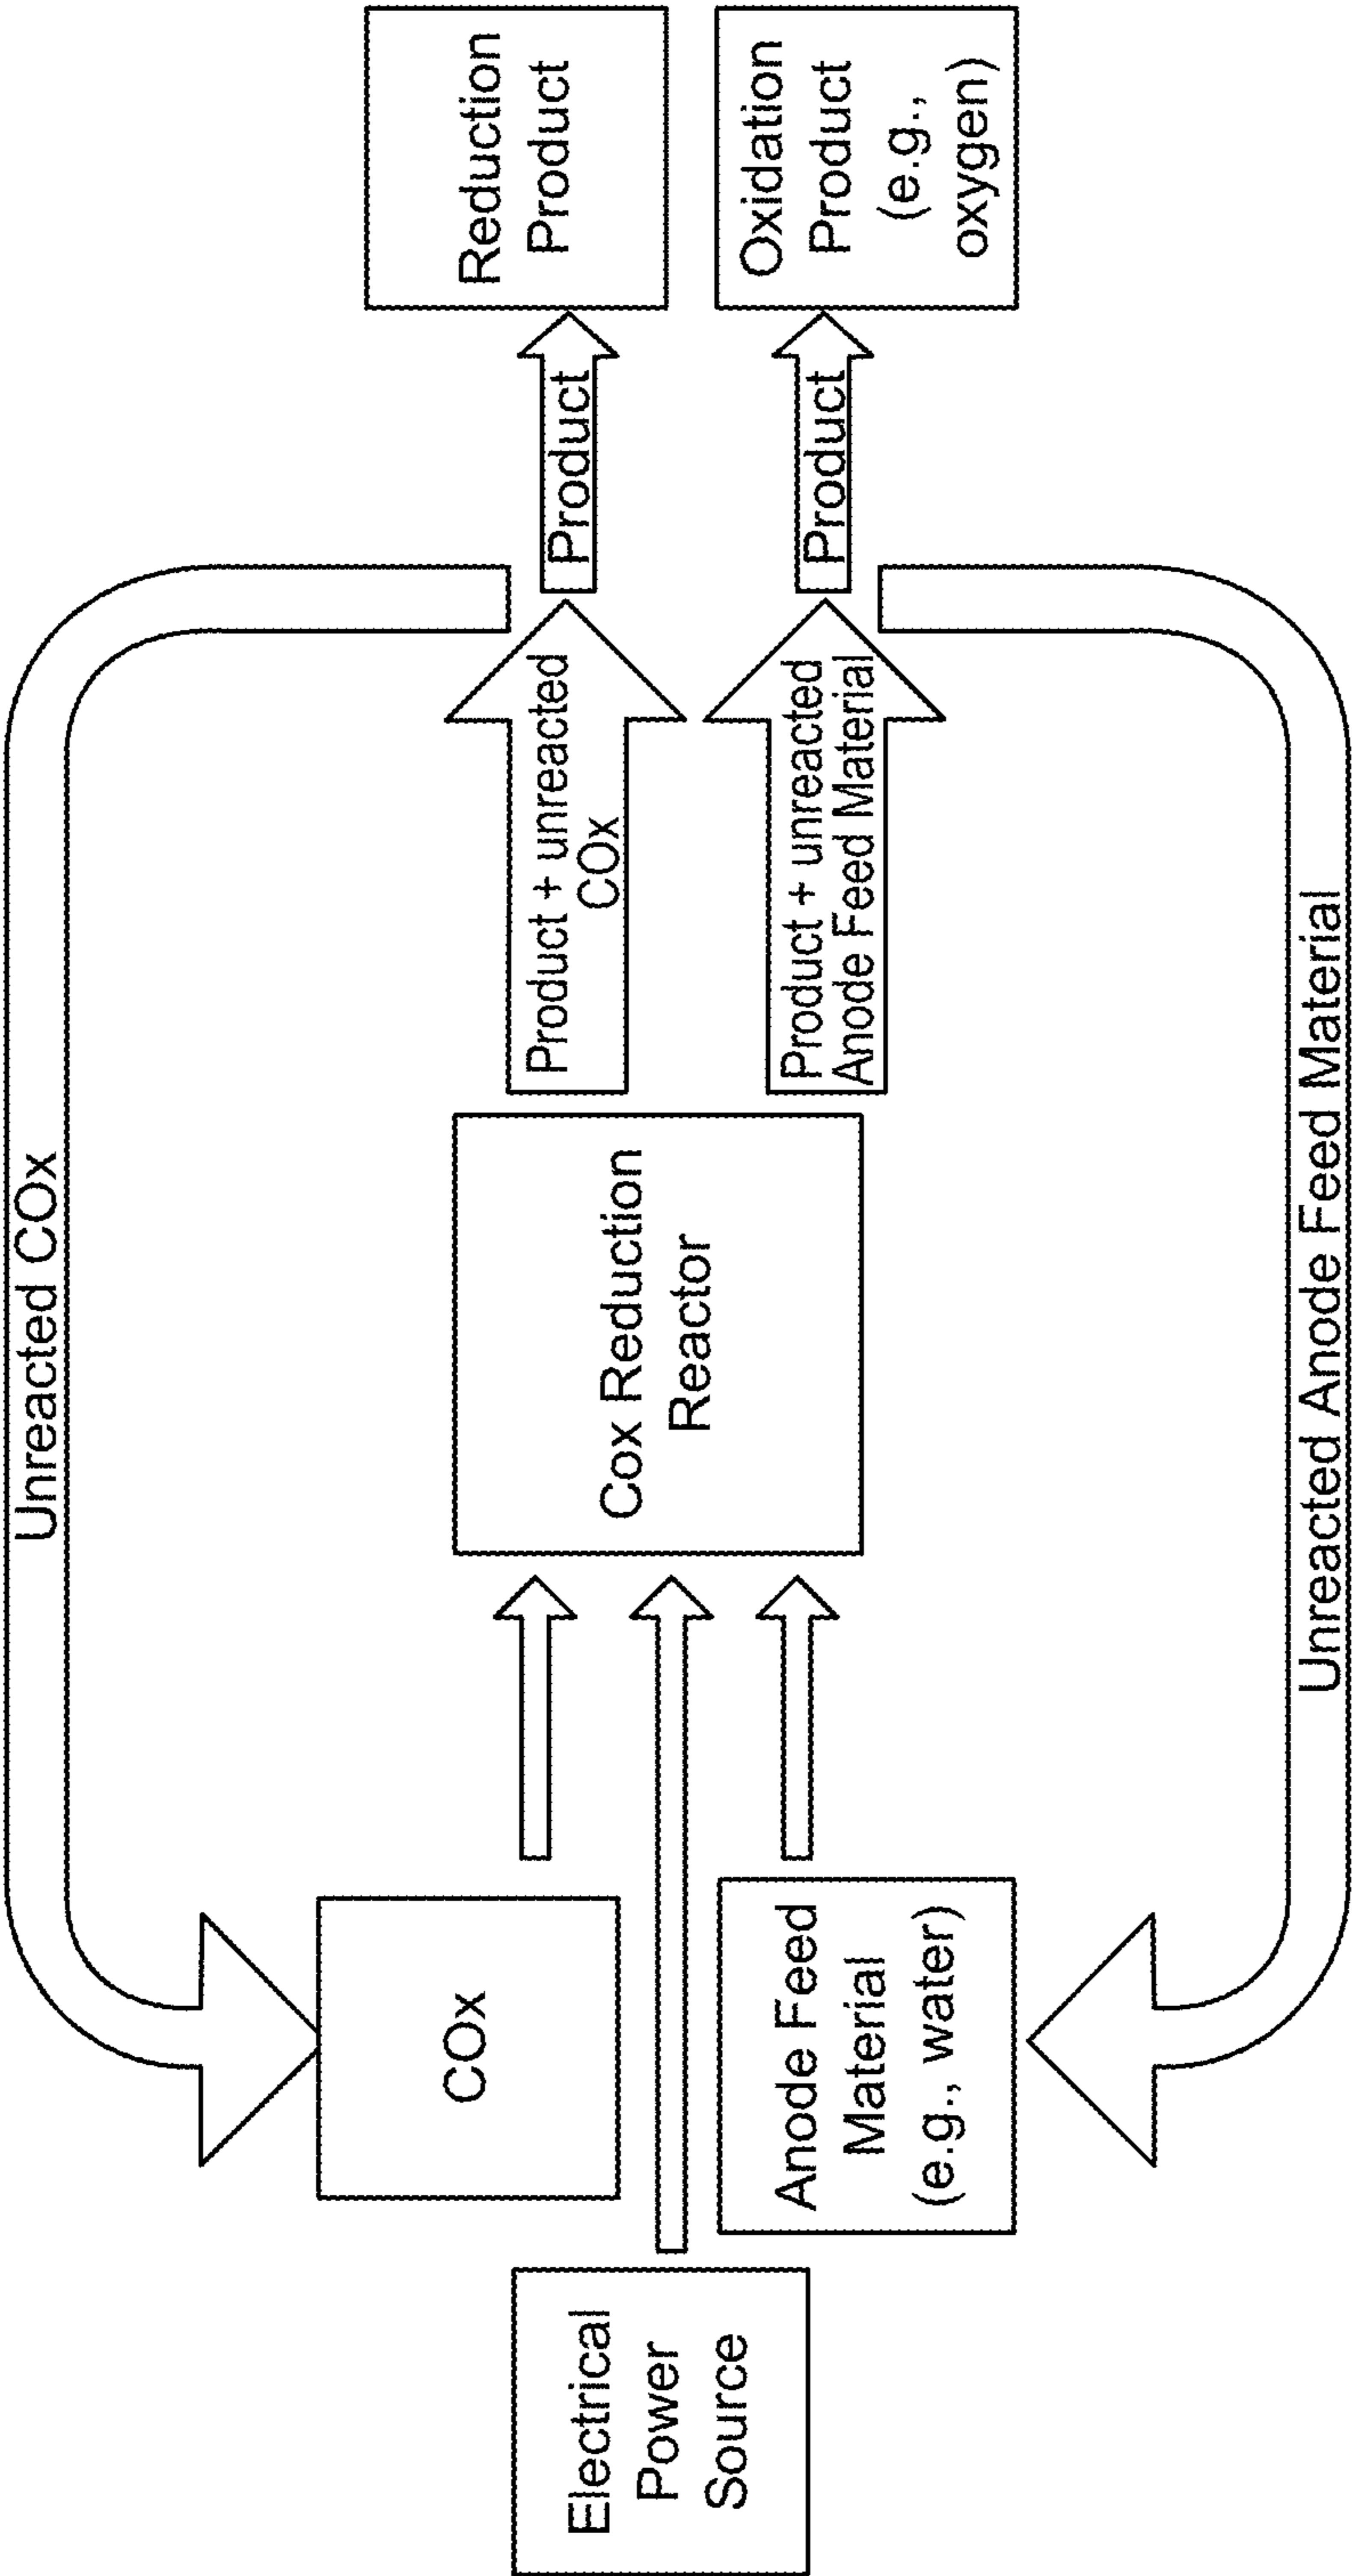 Unreacted COx
Electrical
Power
Source
COx
Anode Feed
Material
(e.g., water)
Cox Reduction
Reactor
Product + unreacted
COx
Product + unreacted
Anode Feed Material
Product
Product
Reduction
Product
Oxidation
Product
(e.g.,
oxygen)
Unreacted Anode Feed Material